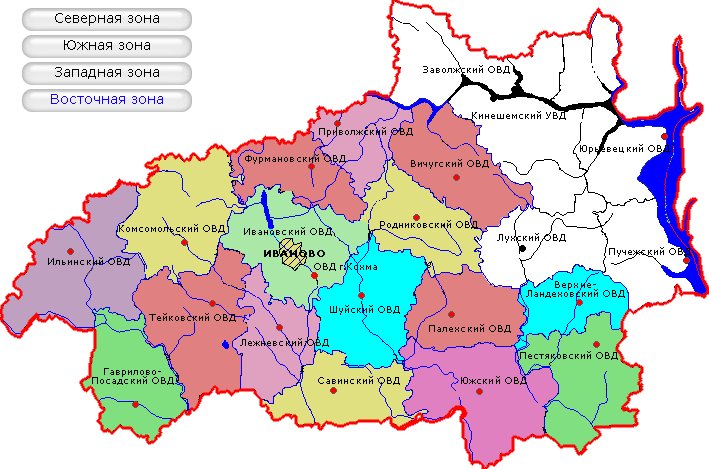 Северная зона
Южная зона
Западная зона
Восточная зона
Заволжский ОВД
Кинешемский УВД
Приволжский ОВД
Юрьевецкий ОВД
Фурмановский ОВД
Вичугский ОВД
Комсомольский ОВД
Ивановский ОВД
Родниковский ОВД
Лухский ОВД
ИВАНОВО
Пучежский ОВД
Ильинский ОВД
ОВД г.Кохма
Верхне-
Ландеховский ОВД
Шуйский ОВД
Тейковский ОВД
Палехский ОВД
Лежневский ОВД
Пестяковский ОВД
Гаврилово-
Посадский ОВД
Савинский ОВД
Южский ОВД